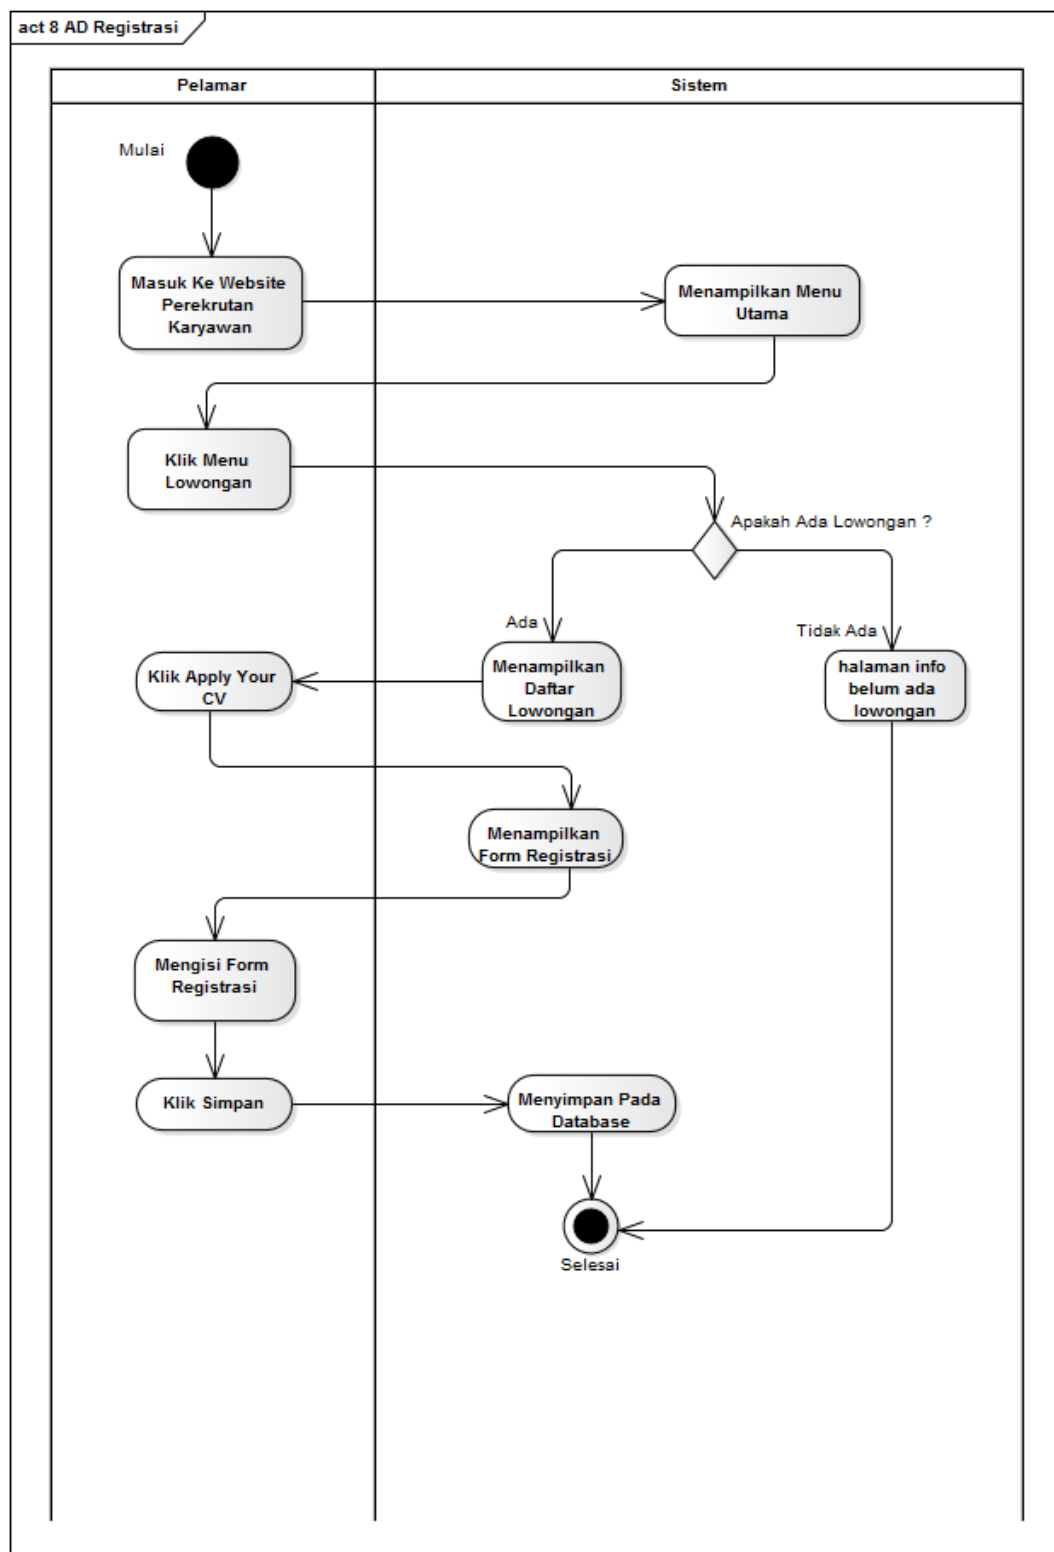 act 8 AD Registrasi
Pelamar
Sistem
Mulai
Masuk Ke Website
Perekrutan
Karyawan
Menampilkan Menu
Utama
Klik Menu
Lowongan
Apakah Ada Lowongan ?
Ada
Tidak Ada
Klik Apply Your
CV
Menampilkan
Daftar
Lowongan
halaman info
belum ada
lowongan
Menampilkan
Form Registrasi
Mengisi Form
Registrasi
Klik Simpan
Menyimpan Pada
Database
Selesai